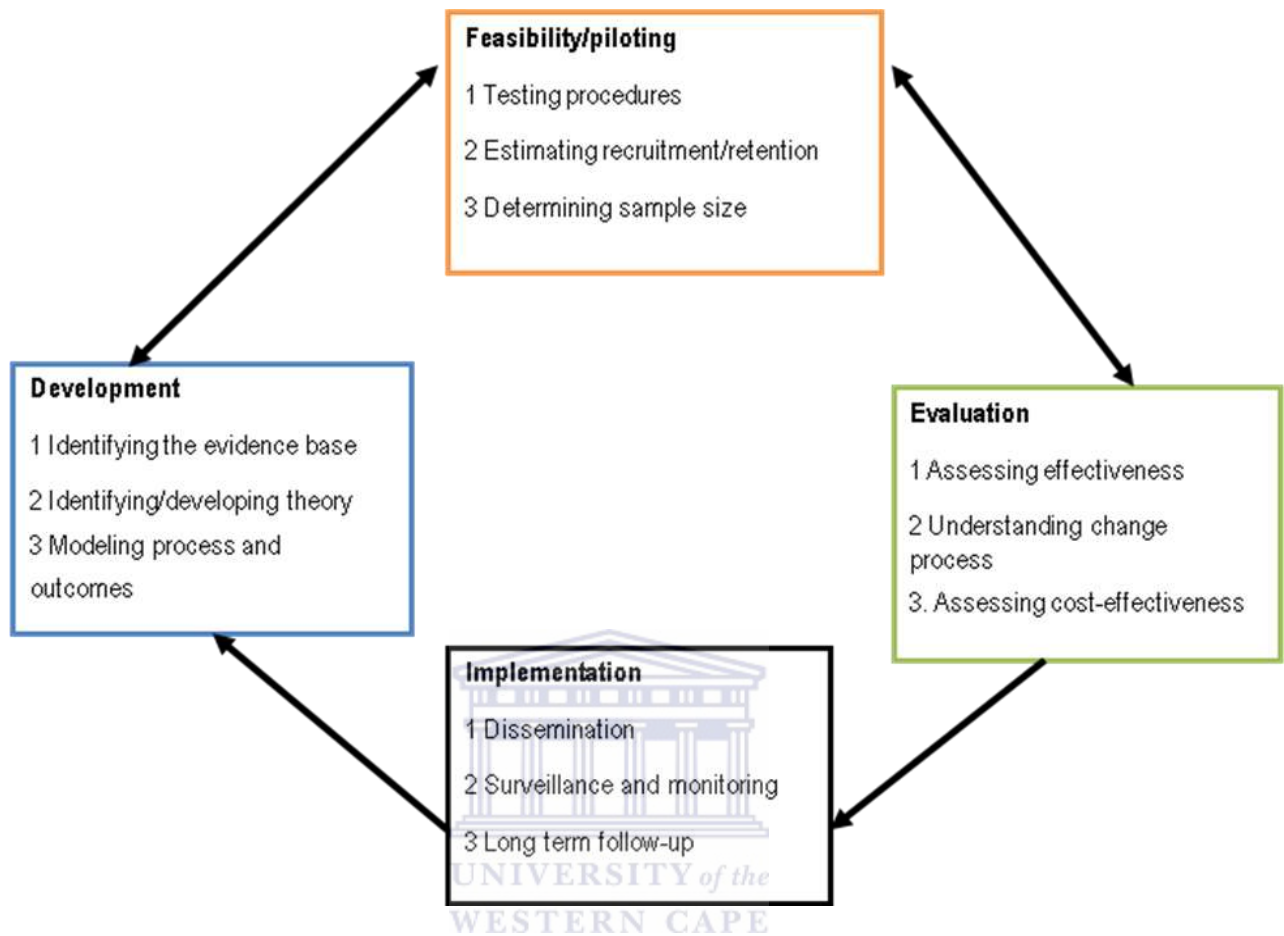 Feasibility/piloting
1 Testing procedures
2 Estimating recruitment/retention
3 Determining sample size
Development
1 Identifying the evidence base
2 Identifying/developing theory
3 Modeling process and
outcomes
Evaluation
1 Assessing effectiveness
2 Understanding change
process
3. Assessing cost-effectiveness
Implementation
1 Dissemination
2 Surveillance and monitoring
3 Long term follow-up
UNIVERSITY of the
WESTERN CAPE